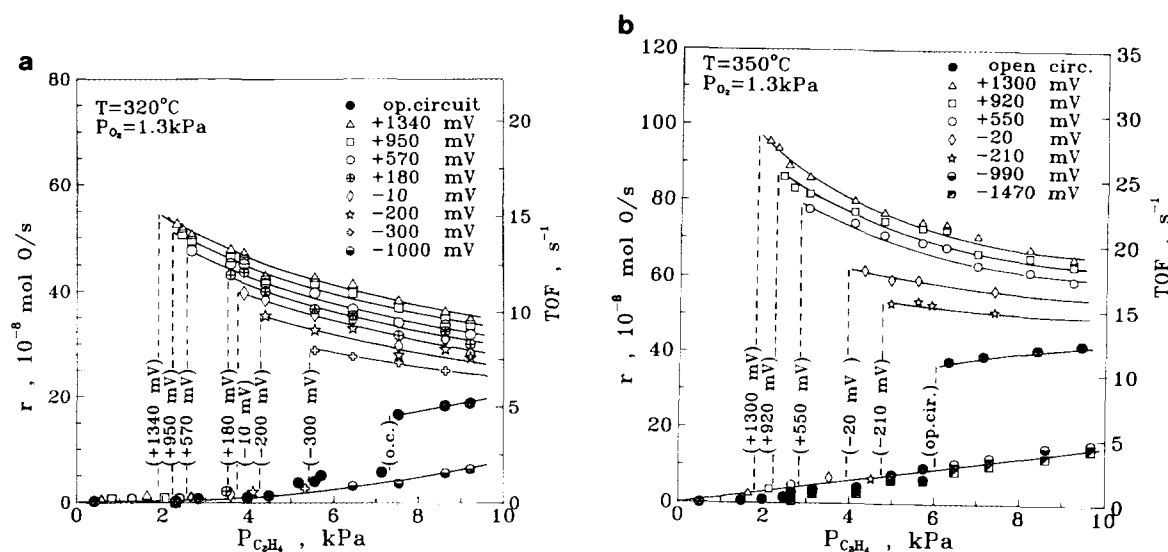 a
T=320°C
P_O₂=1.3kPa
op.circuit
+1340 mV
+950 mV
+570 mV
+180 mV
-10 mV
-200 mV
-300 mV
-1000 mV
80
60
40
20
0
20
15
10
5
0
r , 10⁻⁸ mol O/s
TOF , s⁻¹
(+1340 mV)
(+950 mV)
(+570 mV)
(+180 mV)
(-10 mV)
(-200 mV)
(-300 mV)
(o.c.)
0 2 4 6 8 10
P_C₂H₄ , kPa
b
T=350°C
P_O₂=1.3kPa
open circ.
+1300 mV
+920 mV
+550 mV
-20 mV
-210 mV
-990 mV
-1470 mV
120
100
80
60
40
20
0
35
30
25
20
15
10
5
0
r , 10⁻⁸ mol O/s
TOF , s⁻¹
(+1300 mV)
(+920 mV)
(+550 mV)
(-20 mV)
(-210 mV)
(op.cir.)
0 2 4 6 8 10
P_C₂H₄ , kPa